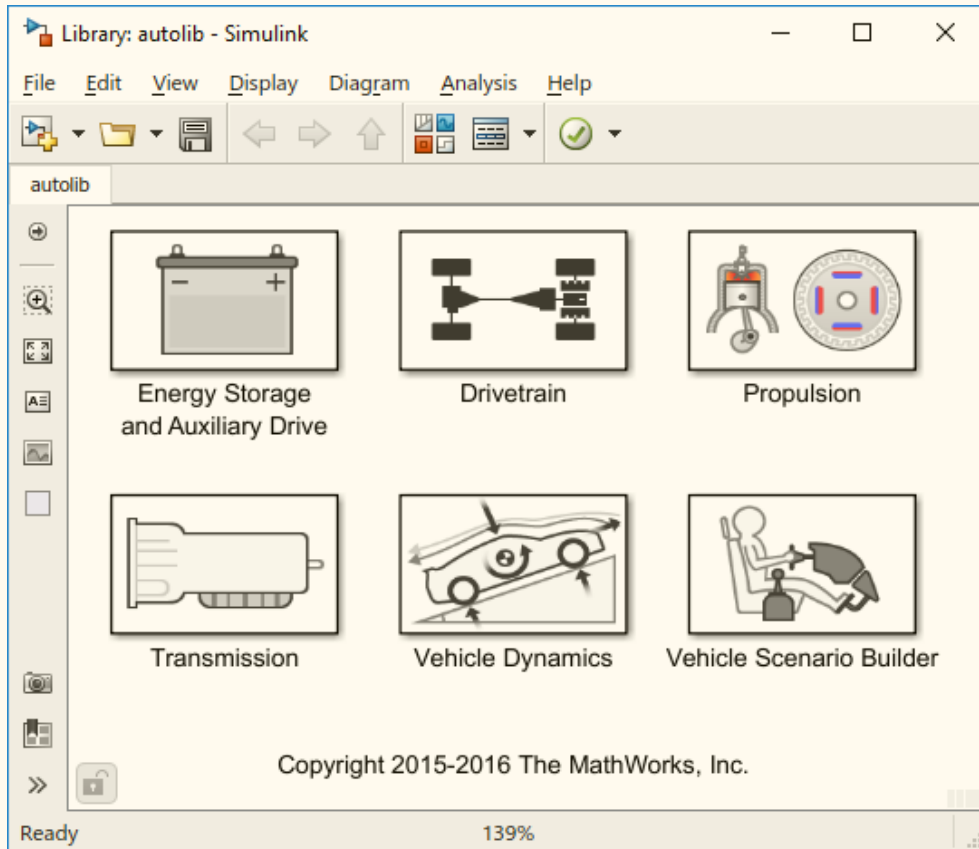 Library: autolib - Simulink
File Edit View Display Diagram Analysis Help
autolib
Energy Storage
and Auxiliary Drive
Drivetrain
Propulsion
Transmission
Vehicle Dynamics
Vehicle Scenario Builder
Copyright 2015-2016 The MathWorks, Inc.
Ready 139%